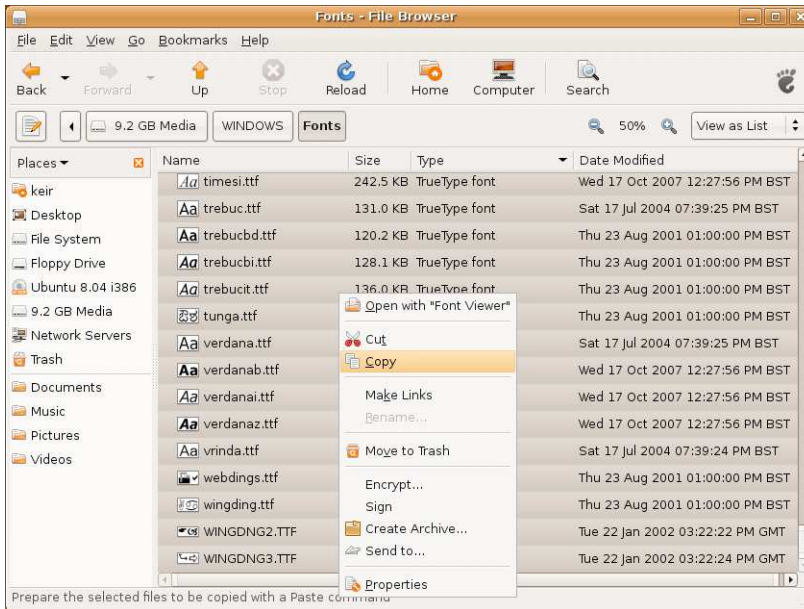 Fonts - File Browser
File Edit View Go Bookmarks Help
Back Forward Up Stop Reload Home Computer Search
9.2 GB Media WINDOWS Fonts 50% View as List
Places Name Size Type Date Modified
keir
Desktop
File System
Floppy Drive
Ubuntu 8.04 i386
9.2 GB Media
Network Servers
Trash
Documents
Music
Pictures
Videos
Aa timesi.ttf 242.5 KB TrueType font Wed 17 Oct 2007 12:27:56 PM BST
Aa trebuc.ttf 131.0 KB TrueType font Sat 17 Jul 2004 07:39:25 PM BST
Aa trebucbd.ttf 120.2 KB TrueType font Thu 23 Aug 2001 01:00:00 PM BST
Aa trebucbi.ttf 128.1 KB TrueType font Thu 23 Aug 2001 01:00:00 PM BST
Aa trebucit.ttf 136.0 KB TrueType font Thu 23 Aug 2001 01:00:00 PM BST
tunga.ttf Thu 23 Aug 2001 01:00:00 PM BST
Aa verdana.ttf Sat 17 Jul 2004 07:39:25 PM BST
Aa verdanab.ttf Wed 17 Oct 2007 12:27:56 PM BST
Aa verdanai.ttf Wed 17 Oct 2007 12:27:56 PM BST
Aa verdanaz.ttf Wed 17 Oct 2007 12:27:56 PM BST
Aa vrinda.ttf Sat 17 Jul 2004 07:39:24 PM BST
webdings.ttf Thu 23 Aug 2001 01:00:00 PM BST
wingding.ttf Thu 23 Aug 2001 01:00:00 PM BST
WINGDNG2.TTF Tue 22 Jan 2002 03:22:22 PM GMT
WINGDNG3.TTF Tue 22 Jan 2002 03:22:24 PM GMT
Open with "Font Viewer"
Cut
Copy
Make Links
Rename...
Move to Trash
Encrypt...
Sign
Create Archive...
Send to...
Properties
Prepare the selected files to be copied with a Paste command